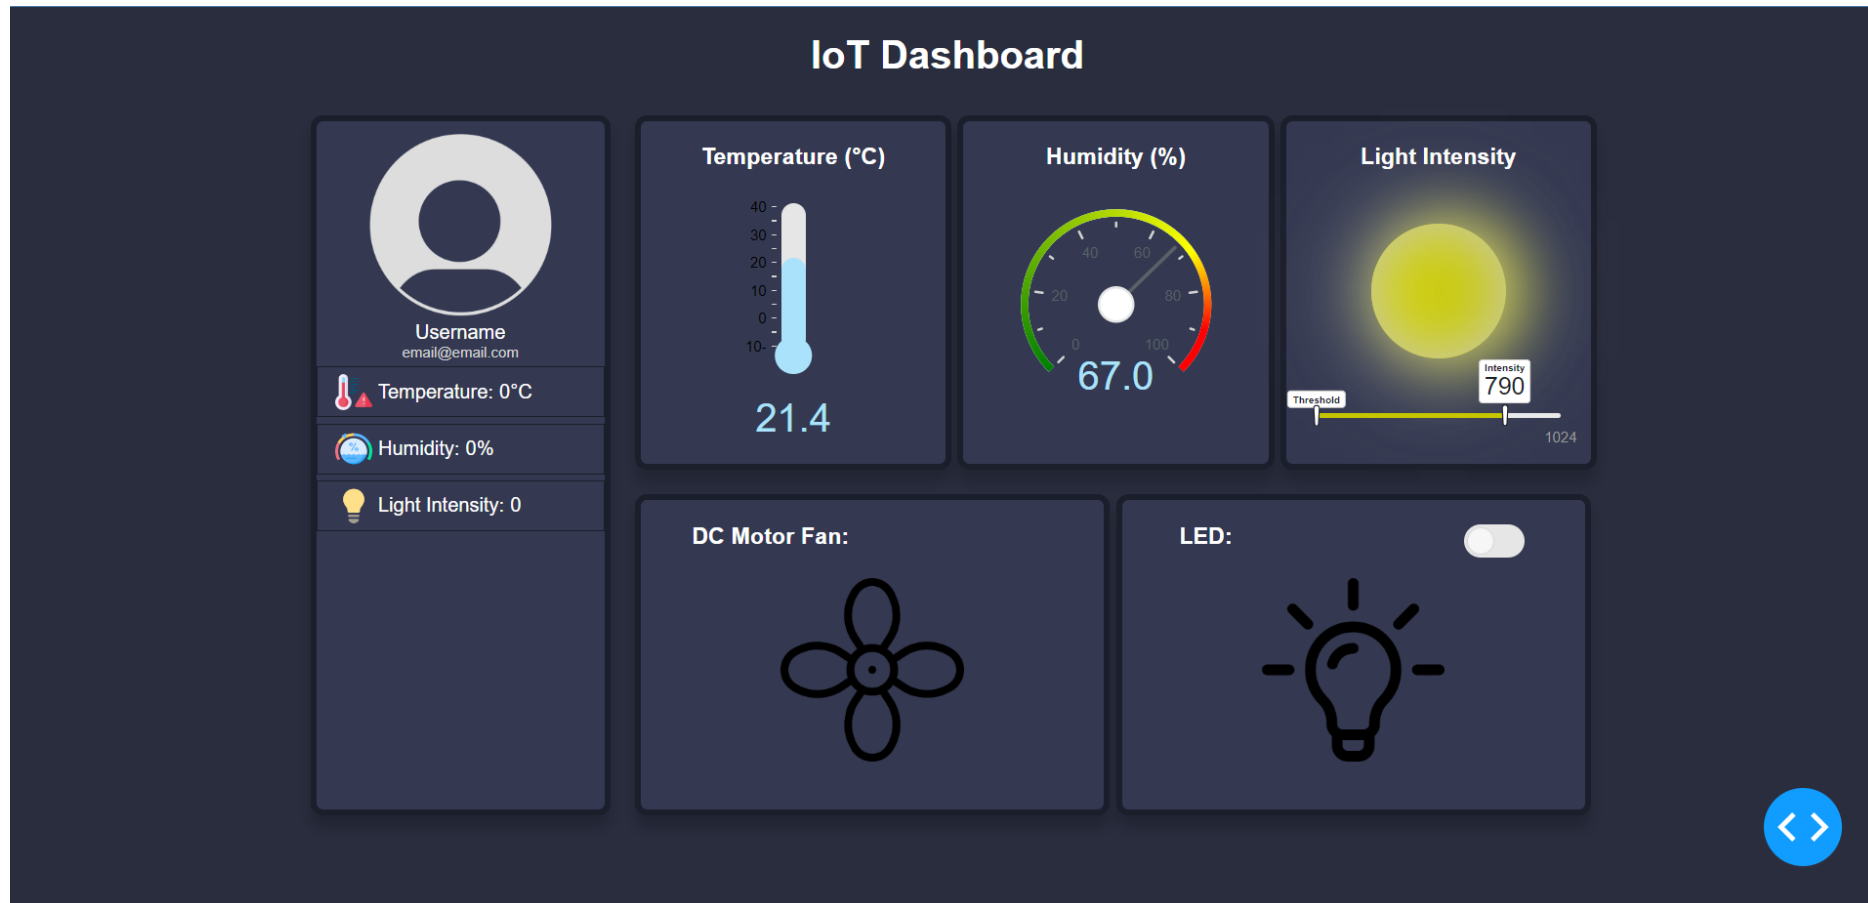 IoT Dashboard
Username
email@email.com
Temperature: 0°C
Humidity: 0%
Light Intensity: 0
Temperature (°C)
40
30
20
10
0
10-
21.4
Humidity (%)
0
20
40
60
80
100
67.0
Light Intensity
Intensity
790
Threshold
1024
DC Motor Fan:
LED: